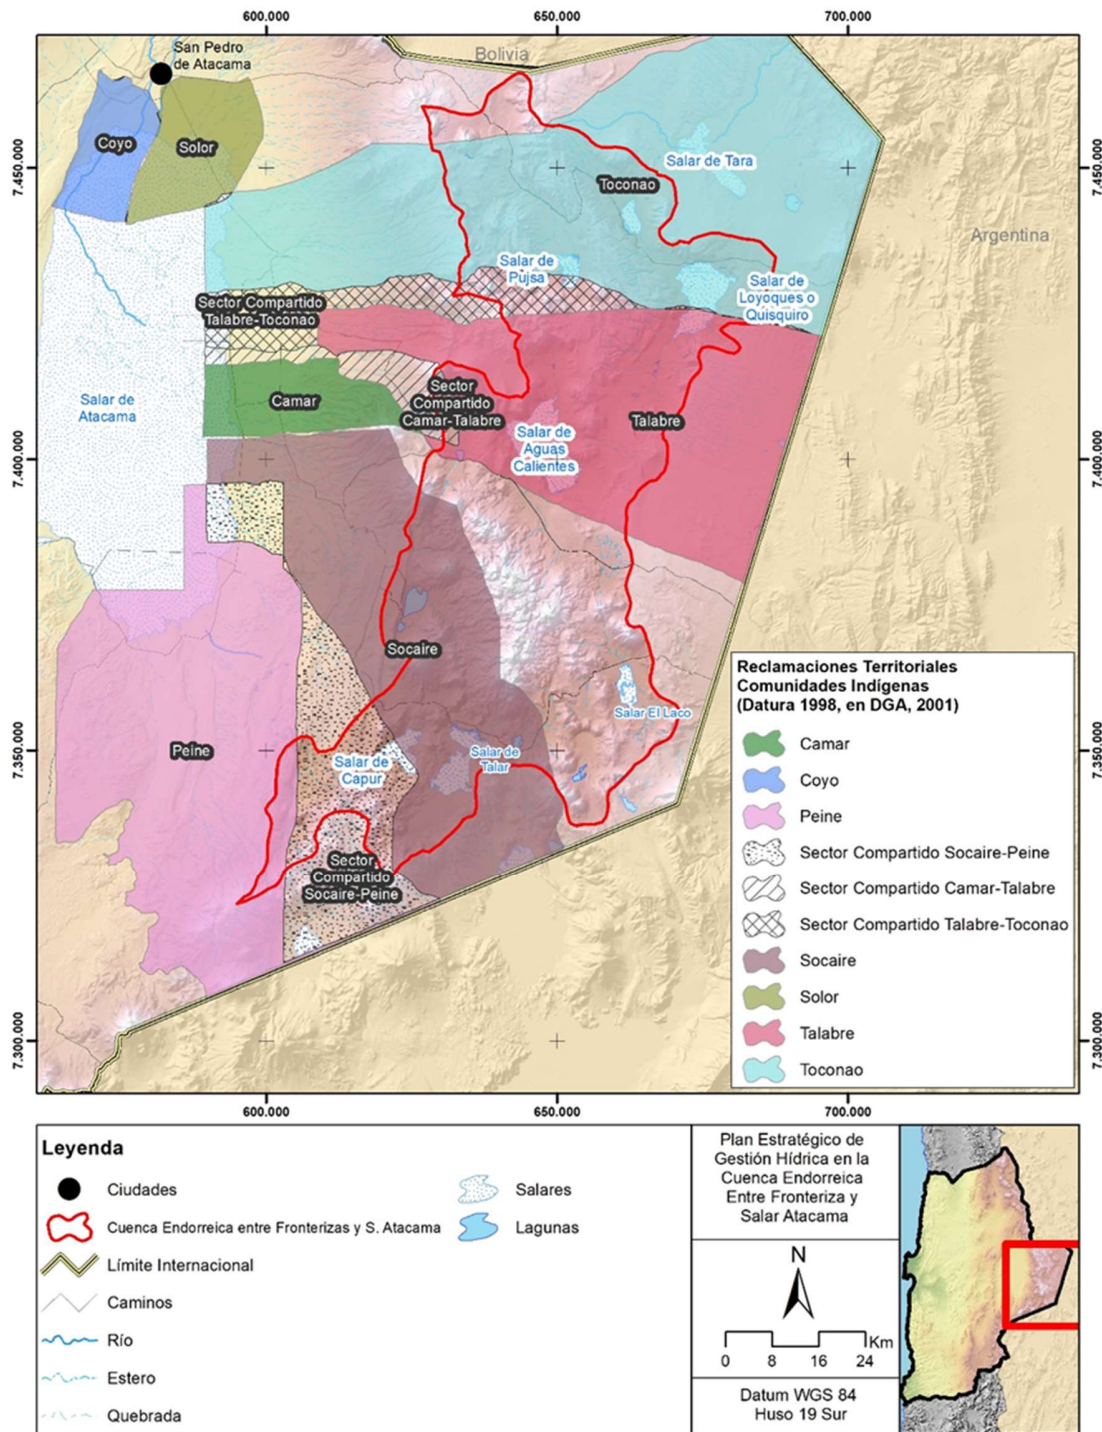 600.000
650.000
700.000
Bolivia
San Pedro
de Atacama
Coyo
Solor
7.450.000
7.450.000
Salar de Tara
Toconao
Argentina
Salar de
Pujsa
Salar de
Loyoques o
Quisquiro
Sector Compartido
Talabre-Toconao
Salar de
Atacama
Camar
Sector
Compartido
Camar-Talabre
Talabre
Salar de
Aguas
Calientes
7.400.000
7.400.000
Socaire
Salar El Laco
Peine
Salar de
Capur
Salar de
Talar
7.350.000
7.350.000
Sector
Compartido
Socaire-Peine
7.300.000
7.300.000
Reclamaciones Territoriales
Comunidades Indígenas
(Datura 1998, en DGA, 2001)
Camar
Coyo
Peine
Sector Compartido Socaire-Peine
Sector Compartido Camar-Talabre
Sector Compartido Talabre-Toconao
Socaire
Solor
Talabre
Toconao
600.000
650.000
700.000
Leyenda
Ciudades
Cuenca Endorreica entre Fronterizas y S. Atacama
Límite Internacional
Caminos
Río
Estero
Quebrada
Salares
Lagunas
Plan Estratégico de
Gestión Hídrica en la
Cuenca Endorreica
Entre Fronteriza y
Salar Atacama
N
Km
0 8 16 24
Datum WGS 84
Huso 19 Sur